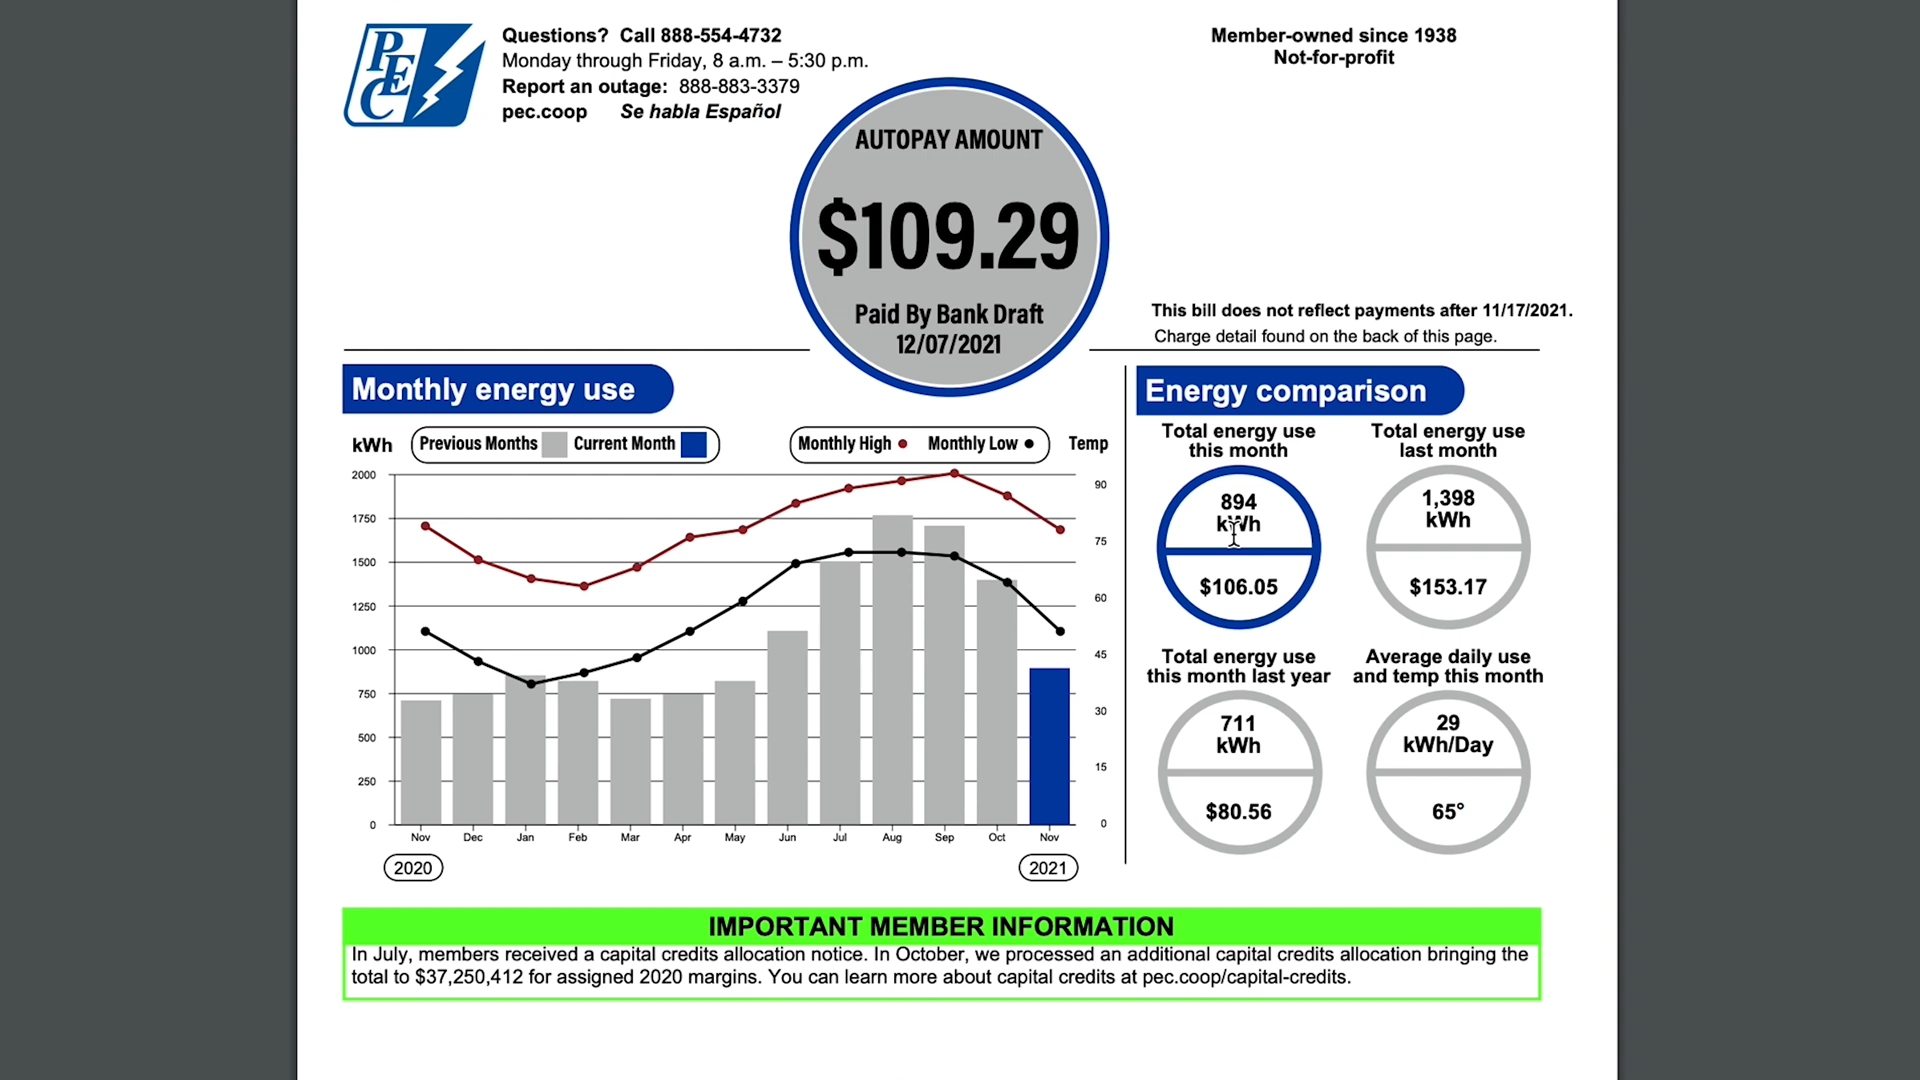 PEC
Questions? Call 888-554-4732
Monday through Friday, 8 a.m. – 5:30 p.m.
Report an outage: 888-883-3379
pec.coop Se habla Español
Member-owned since 1938
Not-for-profit
AUTOPAY AMOUNT
$109.29
Paid By Bank Draft
12/07/2021
This bill does not reflect payments after 11/17/2021.
Charge detail found on the back of this page.
Monthly energy use
kWh Previous Months Current Month Monthly High Monthly Low Temp
2000
1750
1500
1250
1000
750
500
250
0
90
75
60
45
30
15
0
Nov Dec Jan Feb Mar Apr May Jun Jul Aug Sep Oct Nov
2020 2021
Energy comparison
Total energy use
this month
894
kWh
$106.05
Total energy use
last month
1,398
kWh
$153.17
Total energy use
this month last year
711
kWh
$80.56
Average daily use
and temp this month
29
kWh/Day
65°
IMPORTANT MEMBER INFORMATION
In July, members received a capital credits allocation notice. In October, we processed an additional capital credits allocation bringing the
total to $37,250,412 for assigned 2020 margins. You can learn more about capital credits at pec.coop/capital-credits.